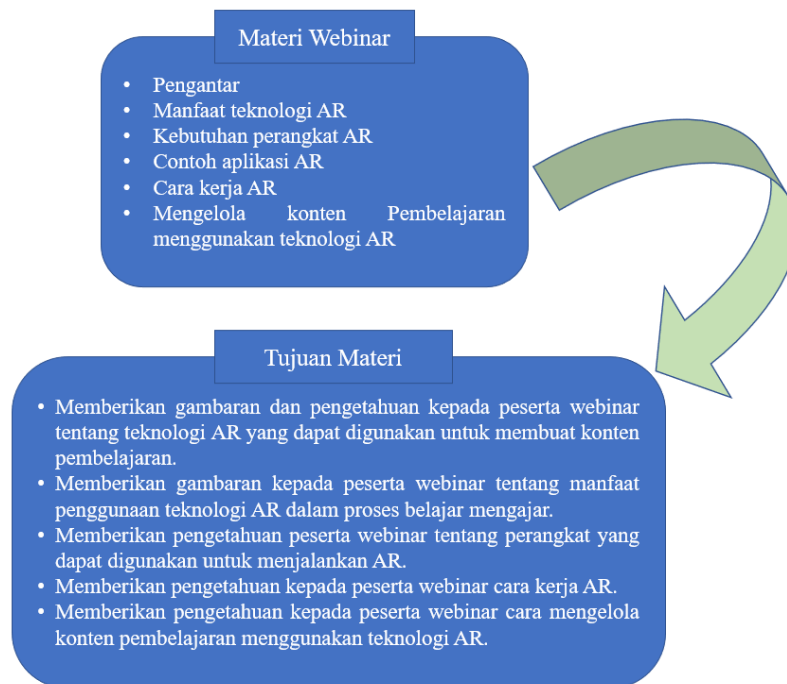 Materi Webinar
• Pengantar
• Manfaat teknologi AR
• Kebutuhan perangkat AR
• Contoh aplikasi AR
• Cara kerja AR
• Mengelola konten Pembelajaran
menggunakan teknologi AR
Tujuan Materi
• Memberikan gambaran dan pengetahuan kepada peserta webinar
tentang teknologi AR yang dapat digunakan untuk membuat konten
pembelajaran.
• Memberikan gambaran kepada peserta webinar tentang manfaat
penggunaan teknologi AR dalam proses belajar mengajar.
• Memberikan pengetahuan peserta webinar tentang perangkat yang
dapat digunakan untuk menjalankan AR.
• Memberikan pengetahuan kepada peserta webinar cara kerja AR.
• Memberikan pengetahuan kepada peserta webinar cara mengelola
konten pembelajaran menggunakan teknologi AR.